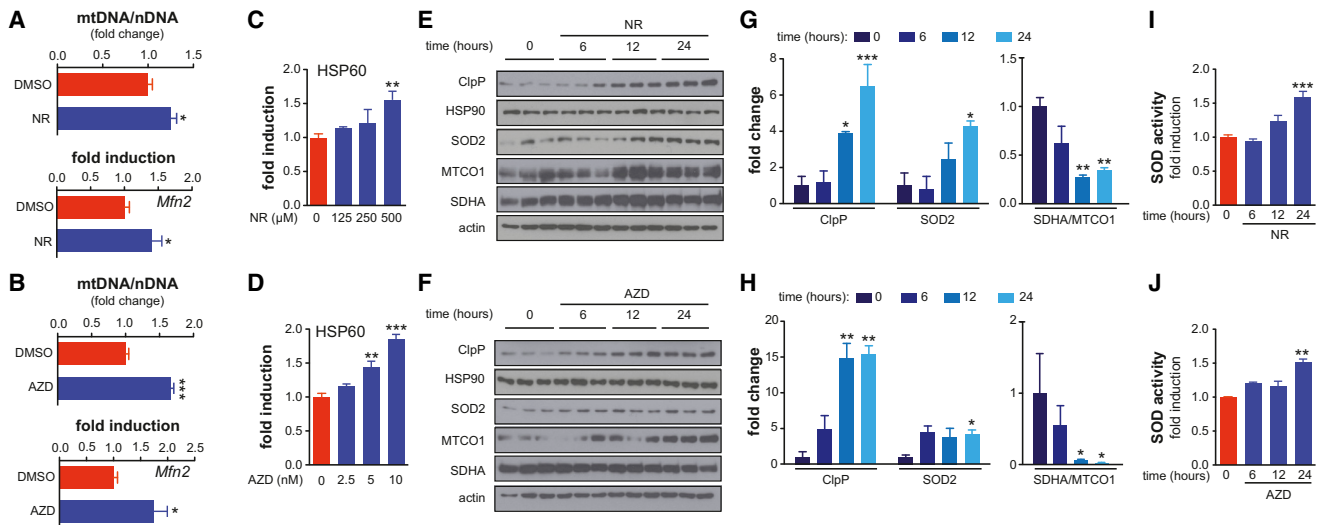 A
mtDNA/nDNA
(fold change)
0.0 0.5 1.0 1.5
DMSO
NR *
fold induction
0.0 0.5 1.0 1.5 2.0
Mfn2
DMSO
NR *
B
mtDNA/nDNA
(fold change)
0.0 0.5 1.0 1.5 2.0
DMSO
AZD ***
fold induction
0.0 0.5 1.0 1.5 2.0 2.5
Mfn2
DMSO
AZD *
C
HSP60
fold induction
2.0
1.5
1.0
0.5
0.0
**
NR (µM) 0 125 250 500
D
HSP60
fold induction
2.0
1.5
1.0
0.5
0.0
** ***
AZD (nM) 0 2.5 5 10
E
NR
time (hours) 0 6 12 24
ClpP
HSP90
SOD2
MTCO1
SDHA
actin
F
AZD
time (hours) 0 6 12 24
ClpP
HSP90
SOD2
MTCO1
SDHA
actin
G
time (hours): 0 6 12 24
fold change
8
6
4
2
0
* *** *
ClpP SOD2
1.5
1.0
0.5
0.0
** **
SDHA/MTCO1
H
time (hours): 0 6 12 24
fold change
20
15
10
5
0
** ** *
ClpP SOD2
2
1
0
* *
SDHA/MTCO1
I
SOD activity
fold induction
2.0
1.5
1.0
0.5
0.0
***
time (hours) 0 6 12 24
NR
J
SOD activity
fold induction
2.0
1.5
1.0
0.5
0.0
**
time (hours) 0 6 12 24
AZD